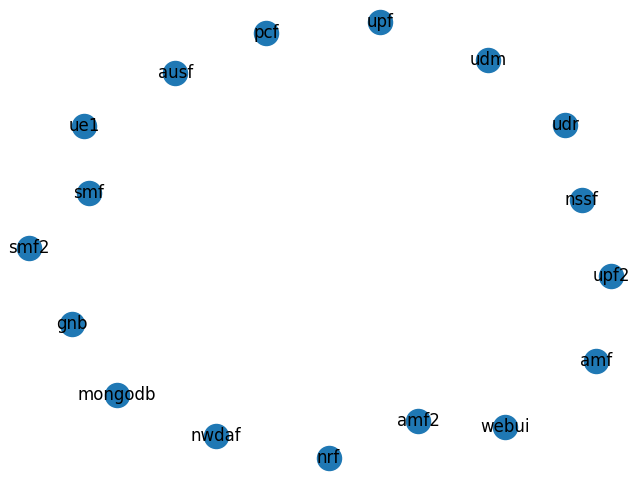 upf
pcf
udm
ausf
udr
ue1
smf
nssf
smf2
upf2
gnb
amf
mongodb
amf2
webui
nwdaf
nrf